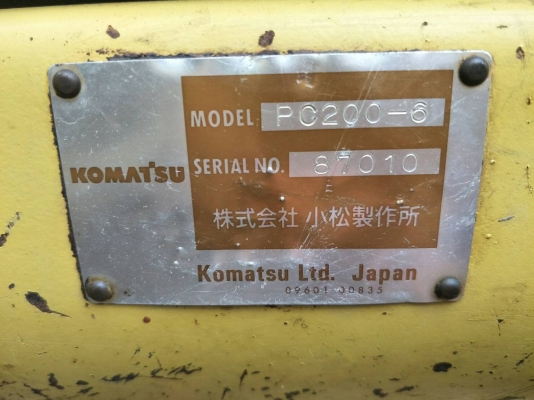 MODEL PC200-6
KOMATSU
SERIAL NO. 87010
株式会社 小松製作所
Komatsu Ltd. Japan
09601 00835